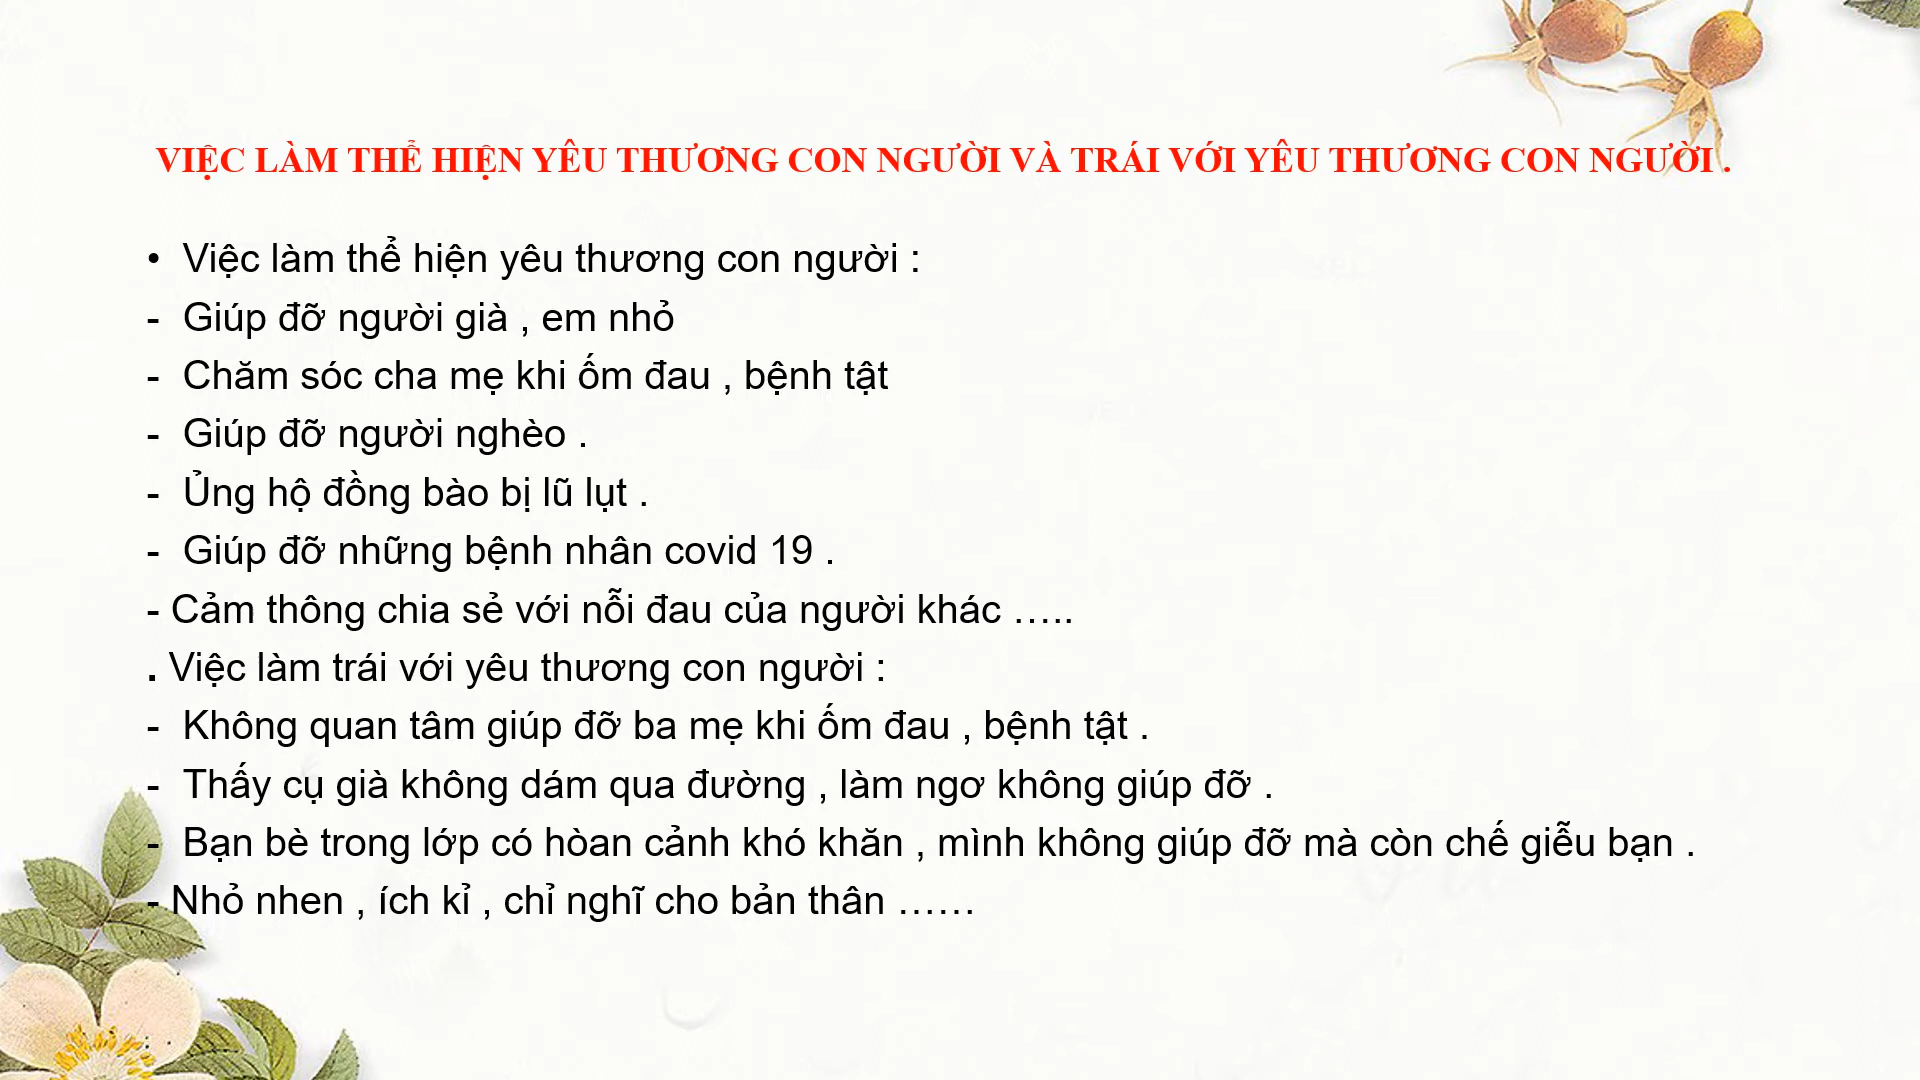 VIỆC LÀM THỂ HIỆN YÊU THƯƠNG CON NGƯỜI VÀ TRÁI VỚI YÊU THƯƠNG CON NGƯỜI .
• Việc làm thể hiện yêu thương con người :
- Giúp đỡ người già , em nhỏ
- Chăm sóc cha mẹ khi ốm đau , bệnh tật
- Giúp đỡ người nghèo .
- Ủng hộ đồng bào bị lũ lụt .
- Giúp đỡ những bệnh nhân covid 19 .
- Cảm thông chia sẻ với nỗi đau của người khác …..
. Việc làm trái với yêu thương con người :
- Không quan tâm giúp đỡ ba mẹ khi ốm đau , bệnh tật .
- Thấy cụ già không dám qua đường , làm ngơ không giúp đỡ .
- Bạn bè trong lớp có hòan cảnh khó khăn , mình không giúp đỡ mà còn chế giễu bạn .
- Nhỏ nhen , ích kỉ , chỉ nghĩ cho bản thân ……